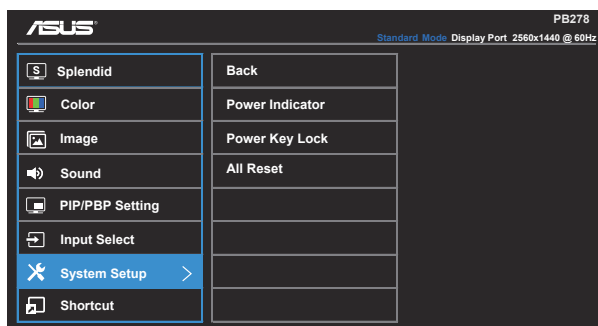 ASUS
PB278
Standard Mode Display Port 2560x1440 @ 60Hz
S Splendid
Color
Image
Sound
PIP/PBP Setting
Input Select
System Setup >
Shortcut
Back
Power Indicator
Power Key Lock
All Reset